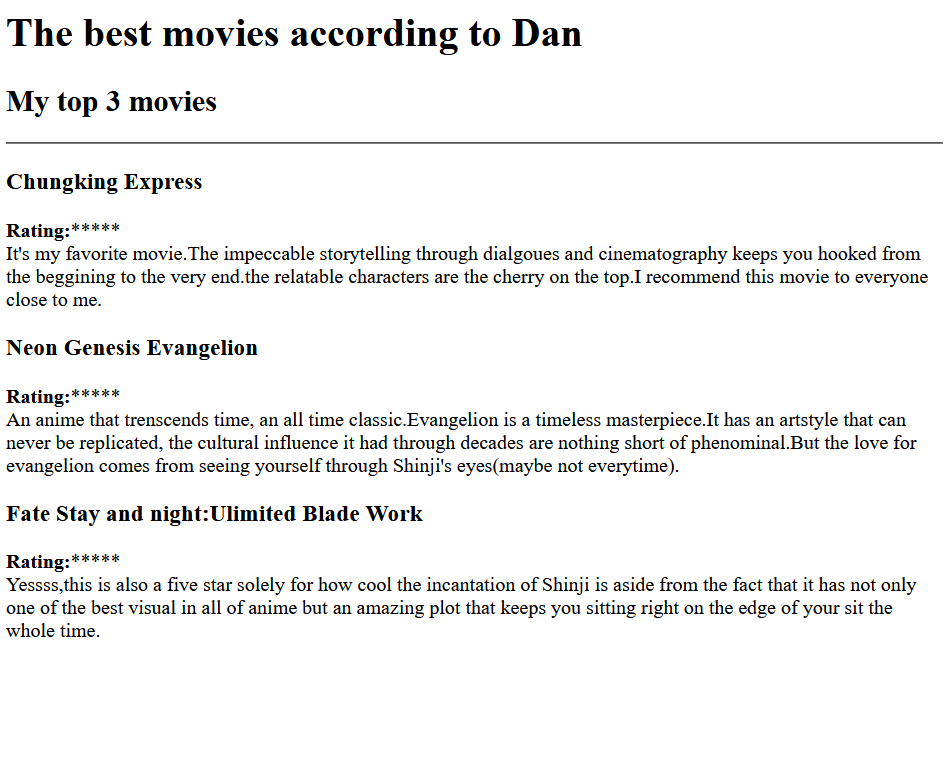 The best movies according to Dan
My top 3 movies
Chungking Express
Rating:*****
It's my favorite movie.The impeccable storytelling through dialgoues and cinematography keeps you hooked from
the beggining to the very end.the relatable characters are the cherry on the top.I recommend this movie to everyone
close to me.
Neon Genesis Evangelion
Rating:*****
An anime that trenscends time, an all time classic.Evangelion is a timeless masterpiece.It has an artstyle that can
never be replicated, the cultural influence it had through decades are nothing short of phenominal.But the love for
evangelion comes from seeing yourself through Shinji's eyes(maybe not everytime).
Fate Stay and night:Ulimited Blade Work
Rating:*****
Yessss,this is also a five star solely for how cool the incantation of Shinji is aside from the fact that it has not only
one of the best visual in all of anime but an amazing plot that keeps you sitting right on the edge of your sit the
whole time.